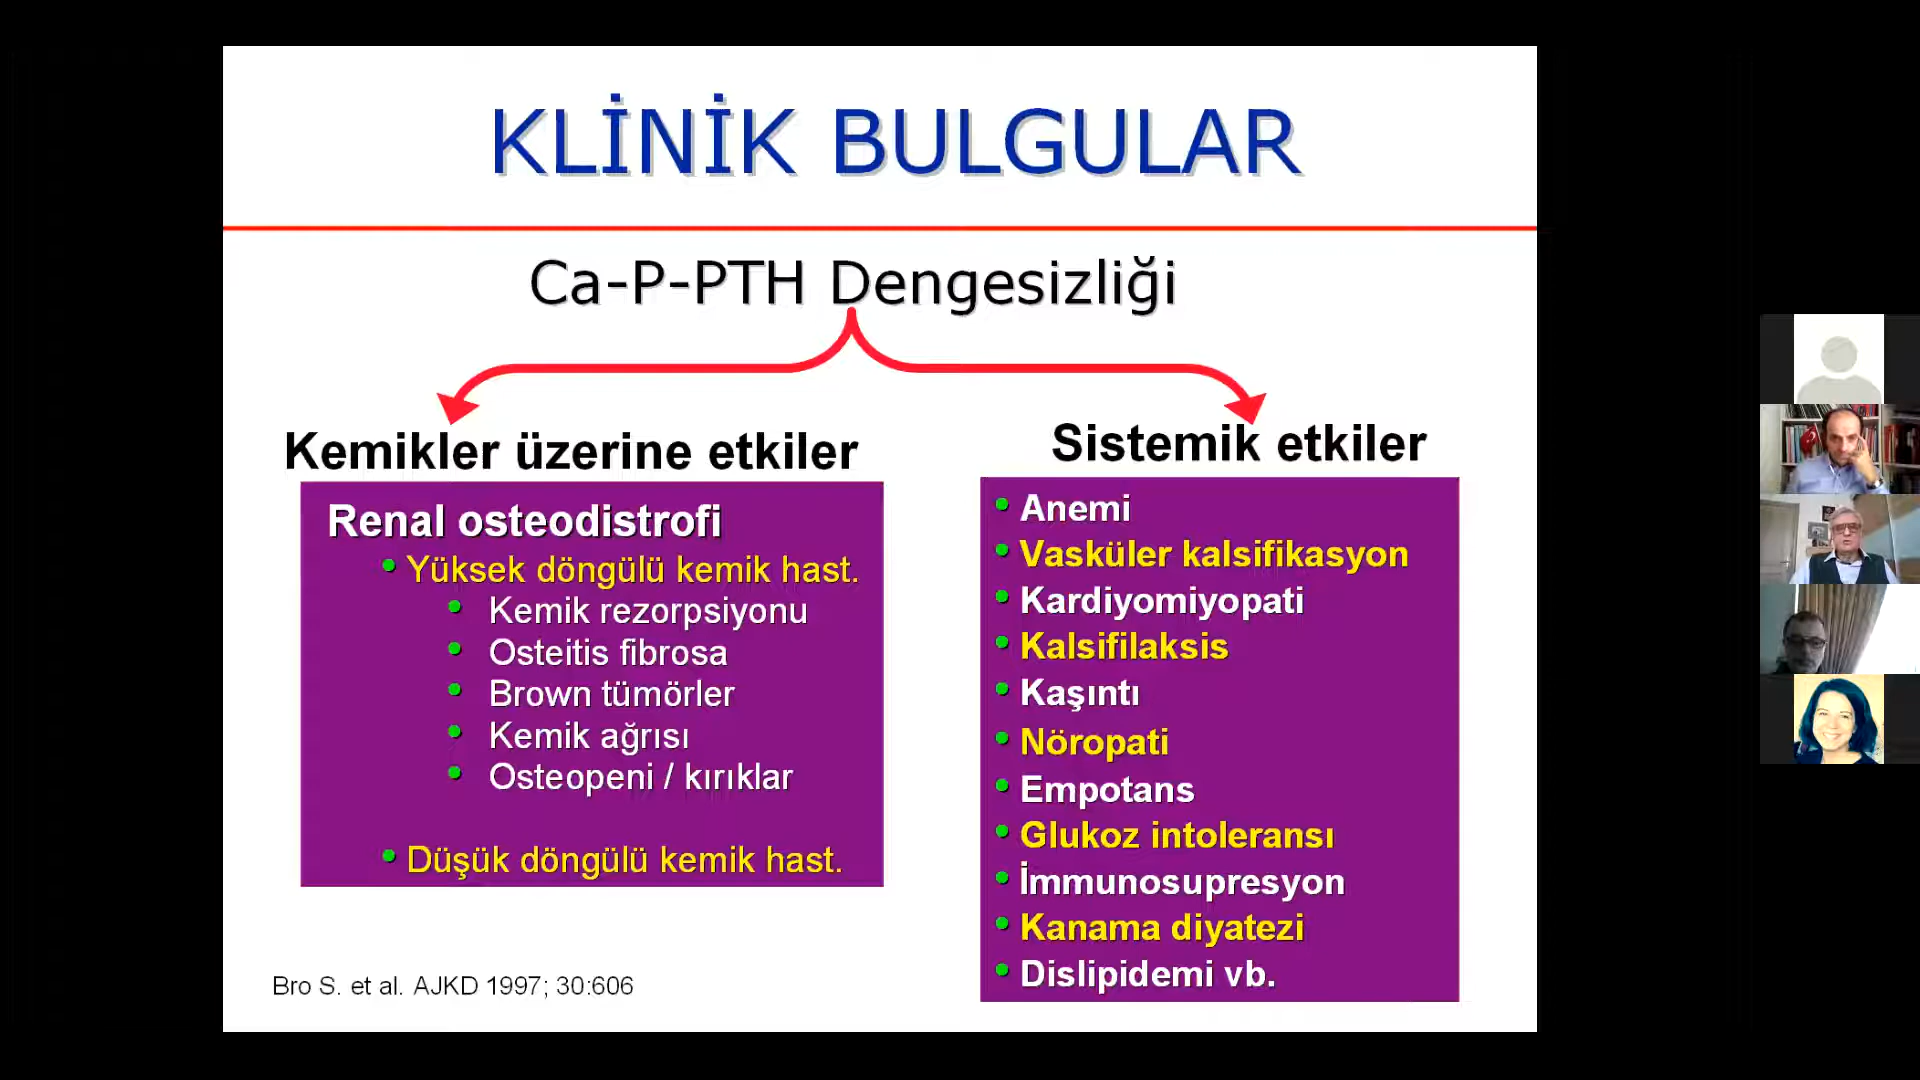 KLİNİK BULGULAR
Ca-P-PTH Dengesizliği
Kemikler üzerine etkiler
Renal osteodistrofi
• Yüksek döngülü kemik hast.
• Kemik rezorpsiyonu
• Osteitis fibrosa
• Brown tümörler
• Kemik ağrısı
• Osteopeni / kırıklar
• Düşük döngülü kemik hast.
Sistemik etkiler
• Anemi
• Vasküler kalsifikasyon
• Kardiyomiyopati
• Kalsifilaksis
• Kaşıntı
• Nöropati
• Empotans
• Glukoz intoleransı
• İmmunosupresyon
• Kanama diyatezi
• Dislipidemi vb.
Bro S. et al. AJKD 1997; 30:606